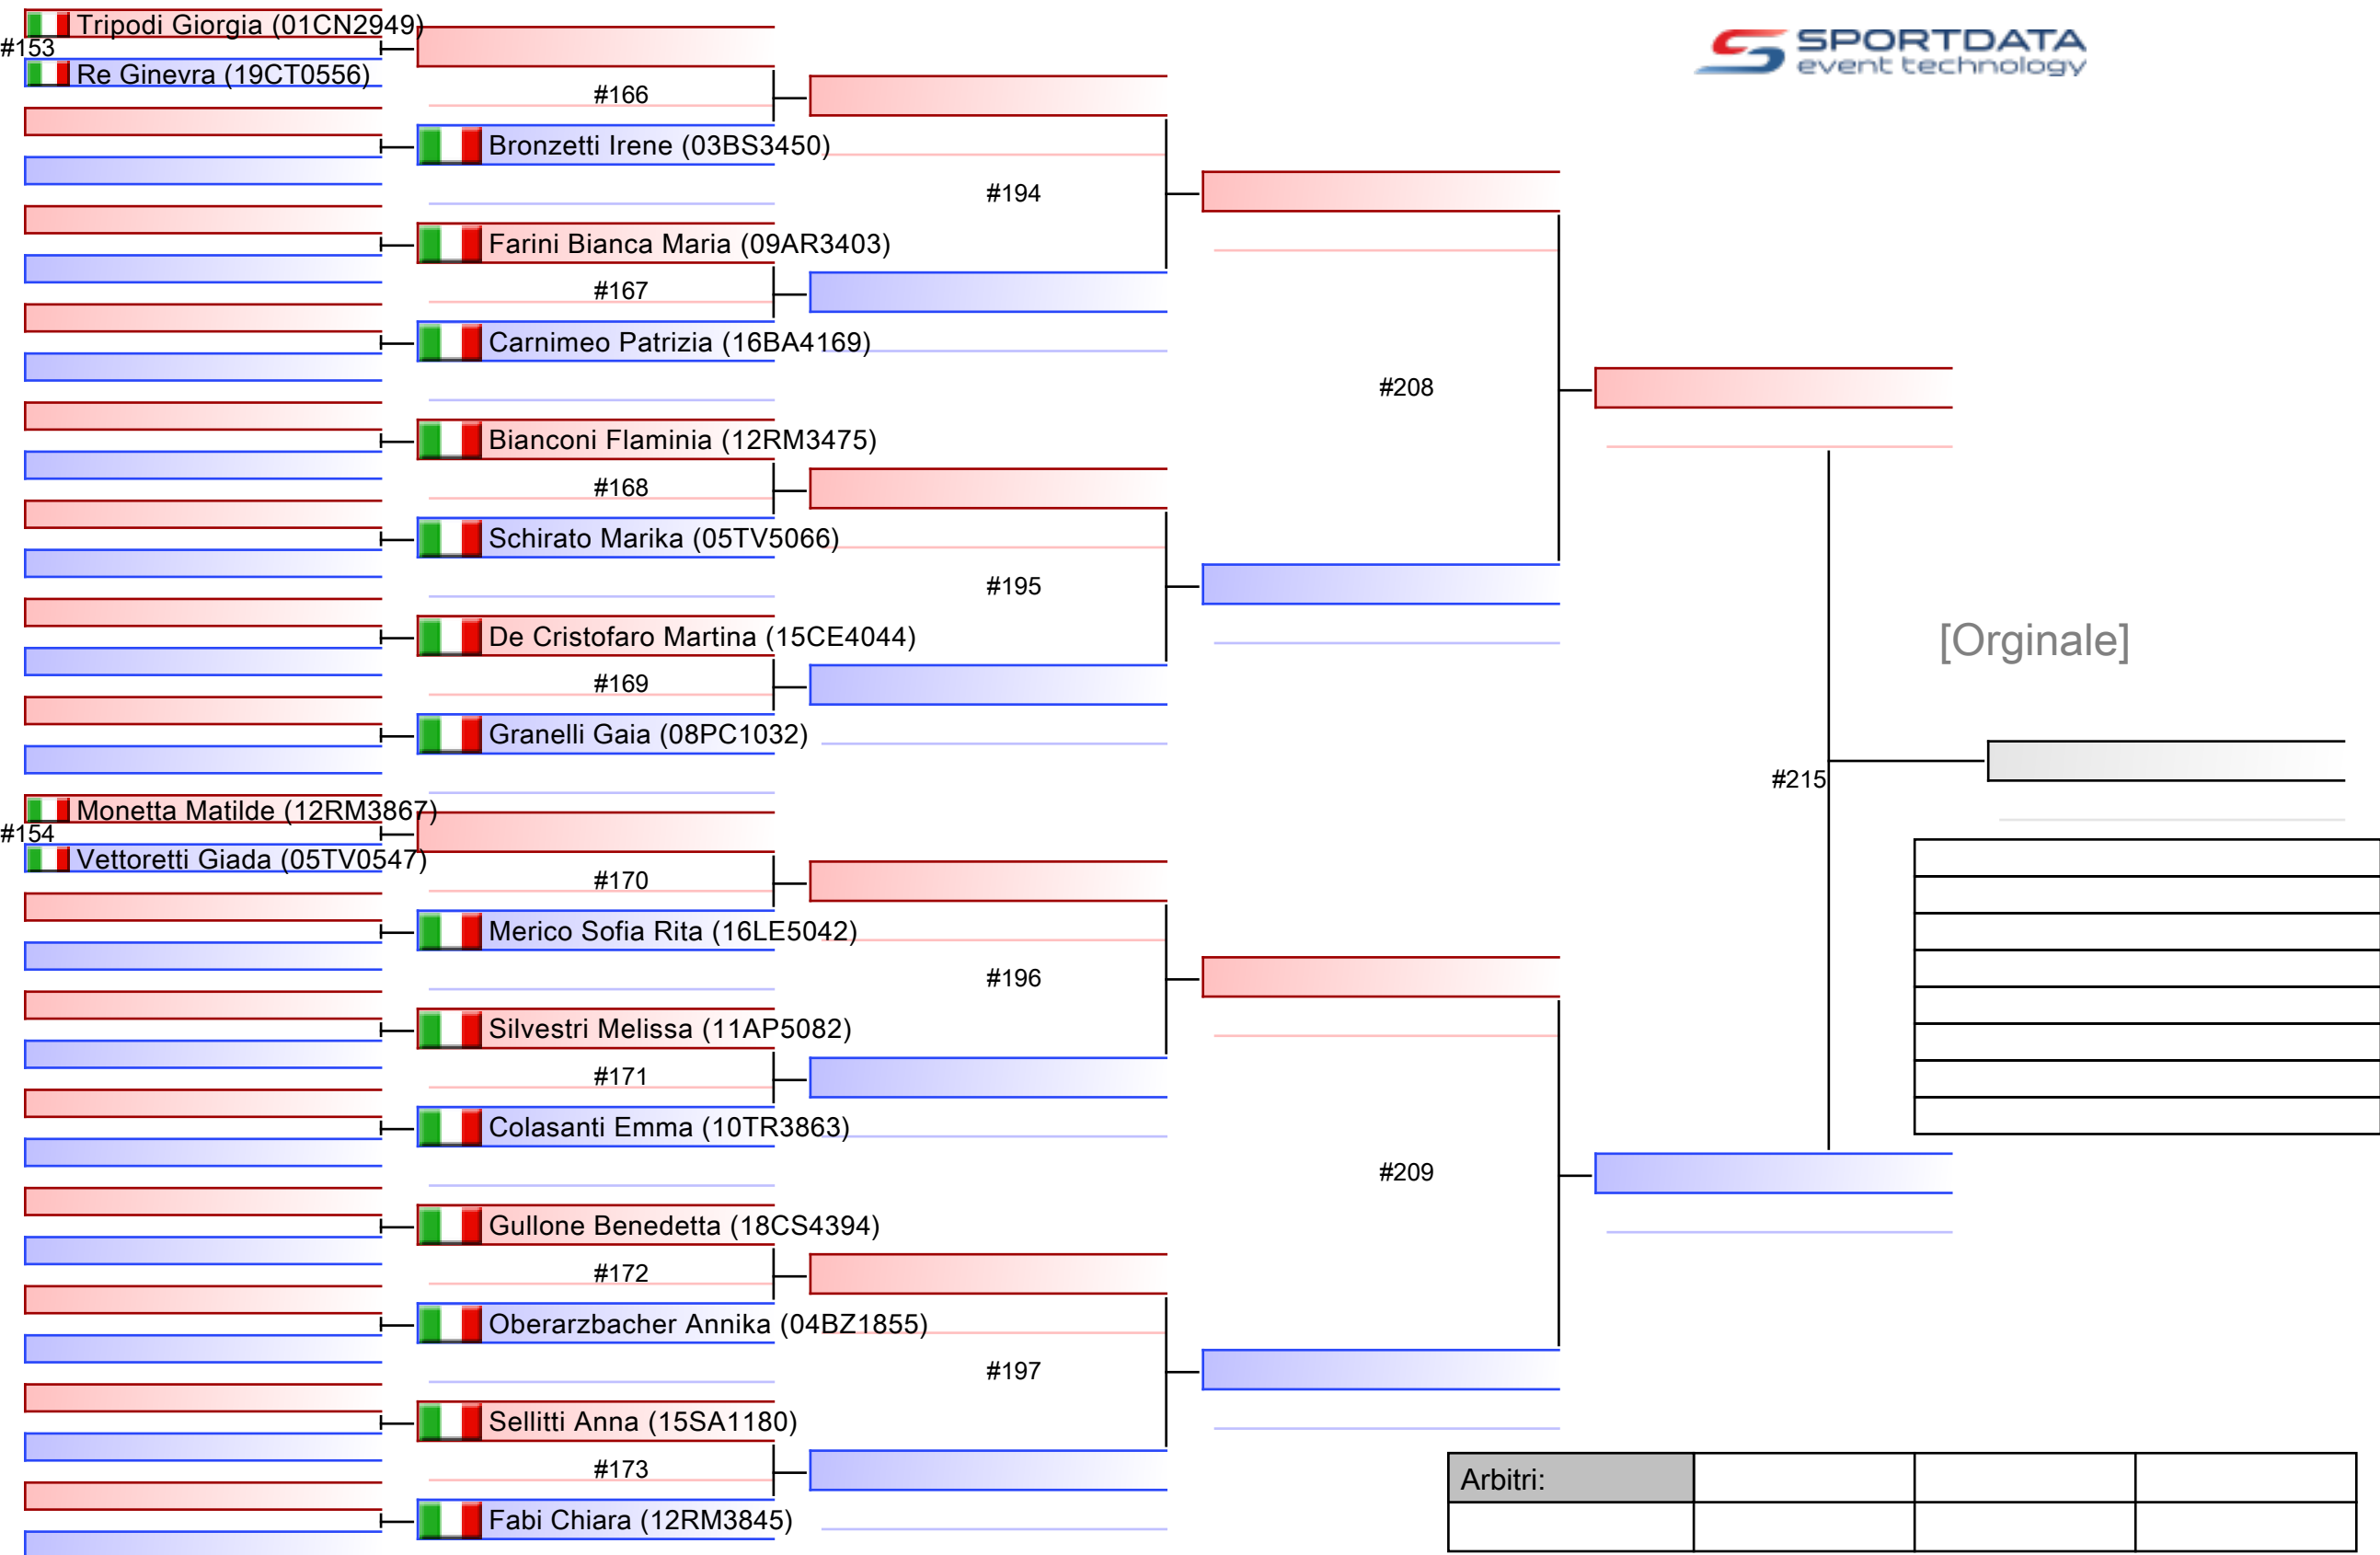 Tripodi Giorgia (01CN2949)
#153
Re Ginevra (19CT0556)
#166
Bronzetti Irene (03BS3450)
#194
Farini Bianca Maria (09AR3403)
#167
Carnimeo Patrizia (16BA4169)
#208
Bianconi Flaminia (12RM3475)
#168
Schirato Marika (05TV5066)
#195
De Cristofaro Martina (15CE4044)
#169
Granelli Gaia (08PC1032)
SPORTDATA
event technology
[Orginale]
#215
Monetta Matilde (12RM3867)
#154
Vettoretti Giada (05TV0547)
#170
Merico Sofia Rita (16LE5042)
#196
Silvestri Melissa (11AP5082)
#171
Colasanti Emma (10TR3863)
#209
Gullone Benedetta (18CS4394)
#172
Oberarzbacher Annika (04BZ1855)
#197
Sellitti Anna (15SA1180)
#173
Fabi Chiara (12RM3845)
Arbitri: